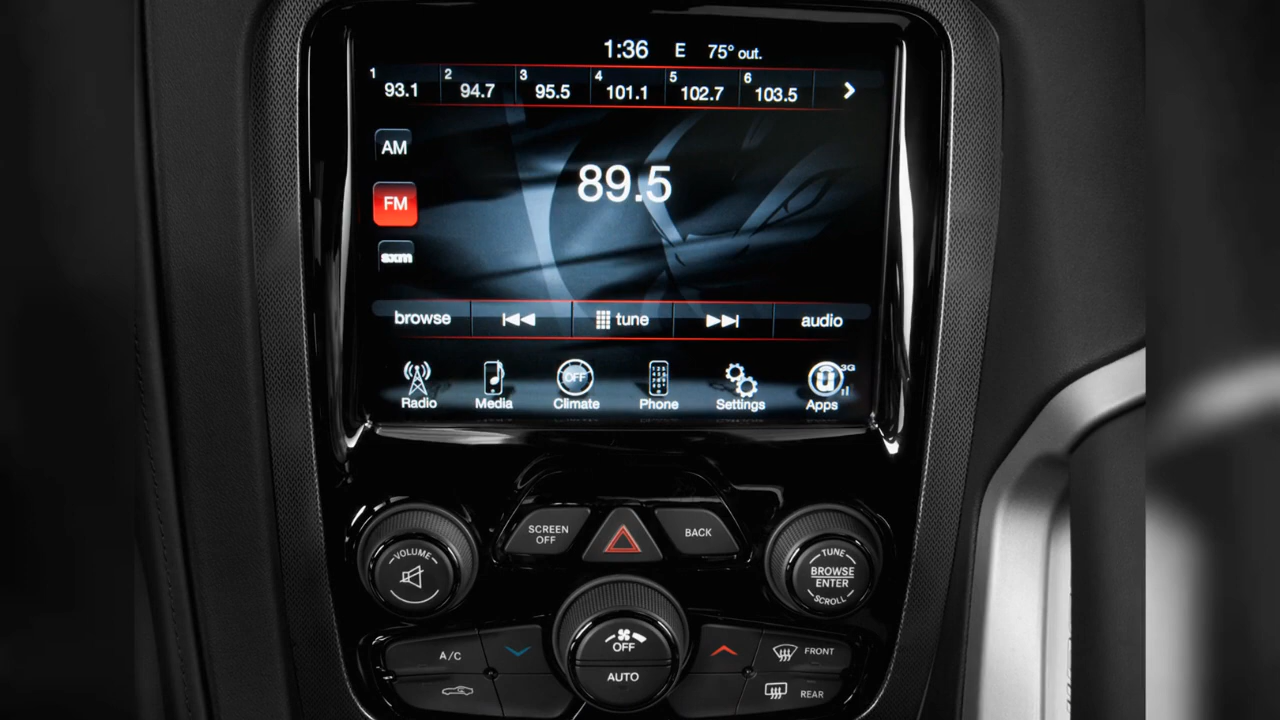 1:36 E 75° out.
1 93.1 2 94.7 3 95.5 4 101.1 5 102.7 6 103.5
AM
89.5
FM
sxm
browse tune audio
OFF 3G
Radio Media Climate Phone Settings Apps
SCREEN
OFF
BACK
VOLUME
TUNE
BROWSE
ENTER
SCROLL
OFF
AUTO
A/C
FRONT
REAR